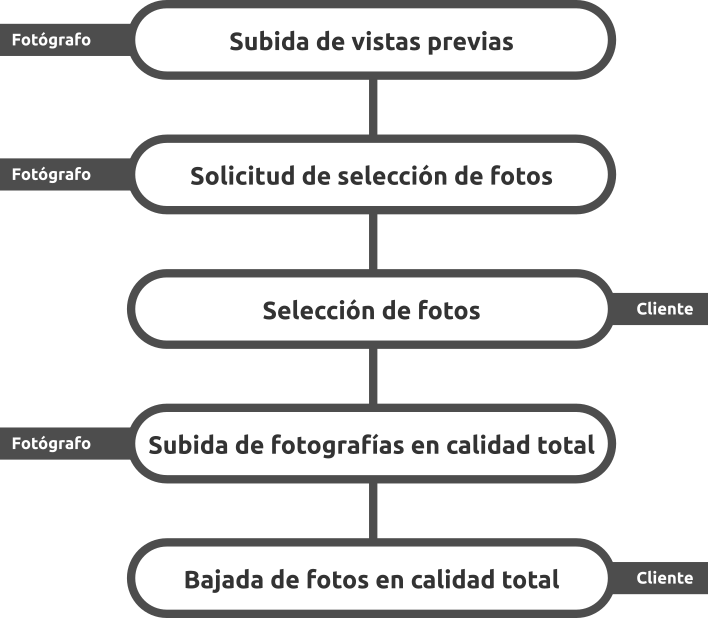 Fotógrafo
Subida de vistas previas
Fotógrafo
Solicitud de selección de fotos
Selección de fotos
Cliente
Fotógrafo
Subida de fotografías en calidad total
Bajada de fotos en calidad total
Cliente